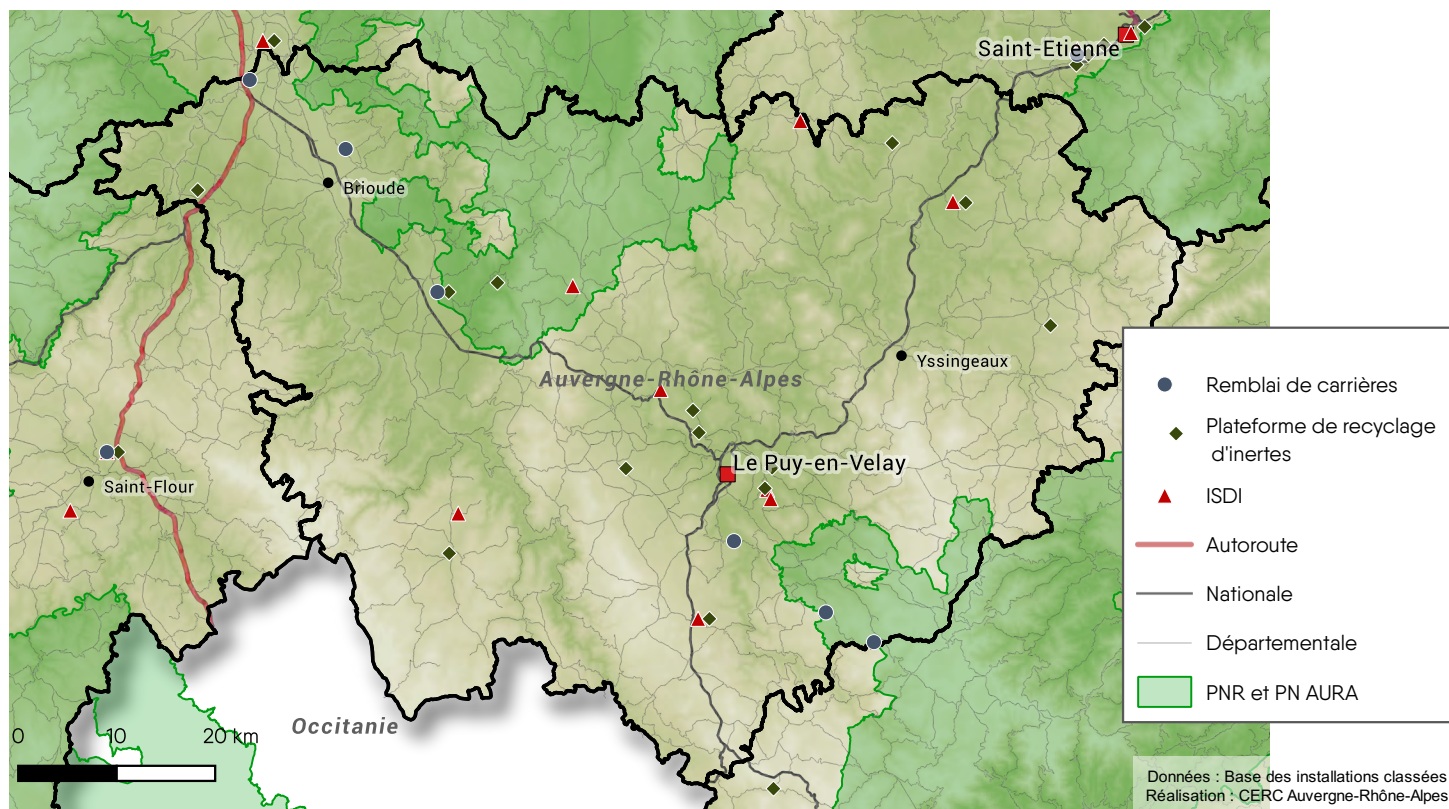 Saint-Etienne
Brioude
Auvergne-Rhône-Alpes
Yssingeaux
Le Puy-en-Velay
Saint-Flour
Occitanie
0 10 20 km
Remblai de carrières
Plateforme de recyclage
d'inertes
ISDI
Autoroute
Nationale
Départementale
PNR et PN AURA
Données : Base des installations classées
Réalisation : CERC Auvergne-Rhône-Alpes